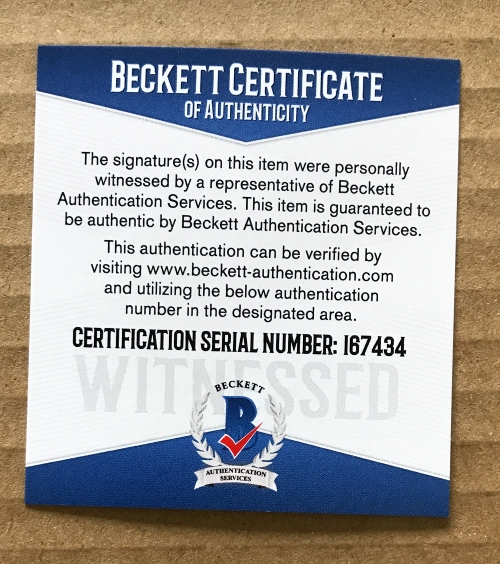 BECKETT CERTIFICATE
OF AUTHENTICITY
The signature(s) on this item were personally
witnessed by a representative of Beckett
Authentication Services. This item is guaranteed to
be authentic by Beckett Authentication Services.
This authentication can be verified by
visiting www.beckett-authentication.com
and utilizing the below authentication
number in the designated area.
CERTIFICATION SERIAL NUMBER: I67434
WITNESSED
BECKETT
B
AUTHENTICATION
SERVICES